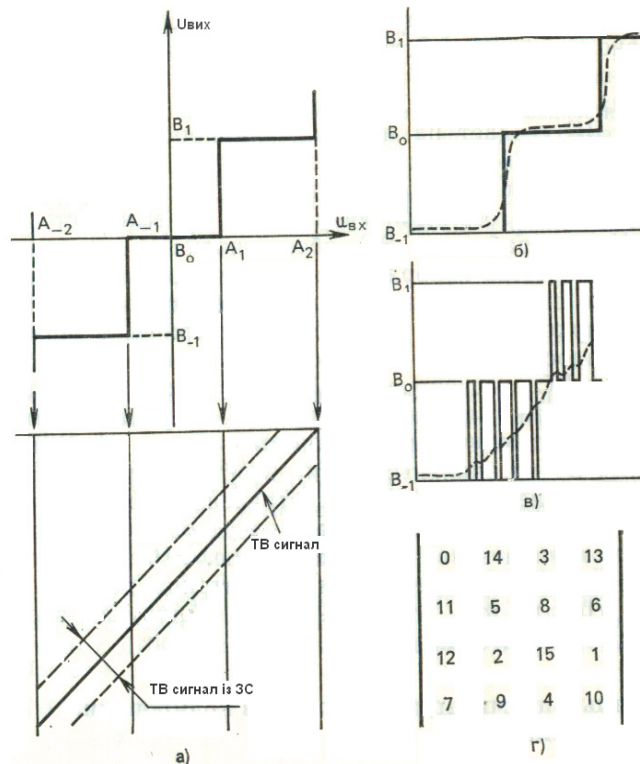 Uвих
B₁
A₋₂
A₋₁
uвх
B₀
A₁
A₂
B₋₁
ТВ сигнал
ТВ сигнал із ЗС
а)
B₁
B₀
B₋₁
б)
B₁
B₀
B₋₁
в)
0 14 3 13
11 5 8 6
12 2 15 1
7 9 4 10
г)